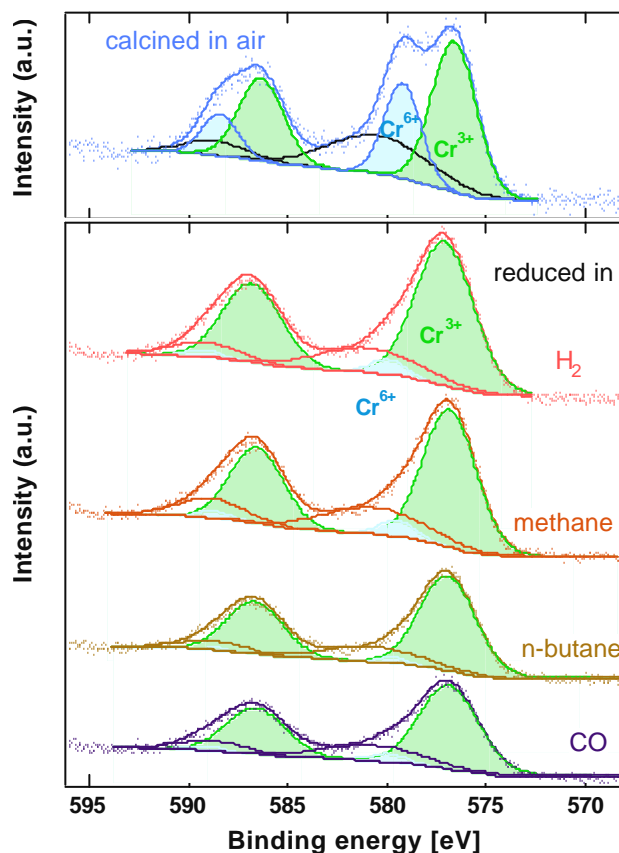 calcined in air
Intensity (a.u.)
Cr6+
Cr3+
reduced in
Cr3+
H2
Cr6+
Intensity (a.u.)
methane
n-butane
CO
595 590 585 580 575 570
Binding energy [eV]